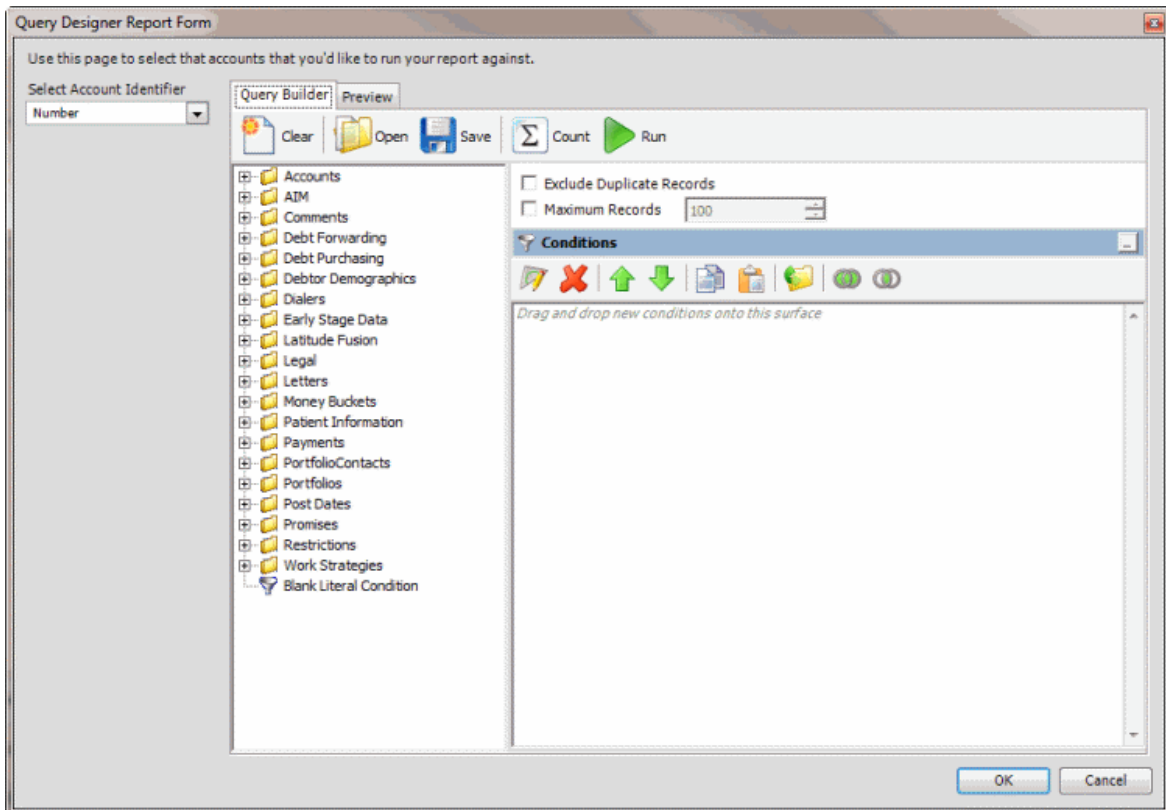 Query Designer Report Form
Use this page to select that accounts that you'd like to run your report against.
Select Account Identifier
Number
Query Builder Preview
Clear Open Save Count Run
Accounts
AIM
Comments
Debt Forwarding
Debt Purchasing
Debtor Demographics
Dialers
Early Stage Data
Latitude Fusion
Legal
Letters
Money Buckets
Patient Information
Payments
PortfolioContacts
Portfolios
Post Dates
Promises
Restrictions
Work Strategies
Blank Literal Condition
Exclude Duplicate Records
Maximum Records 100
Conditions
Drag and drop new conditions onto this surface
OK Cancel